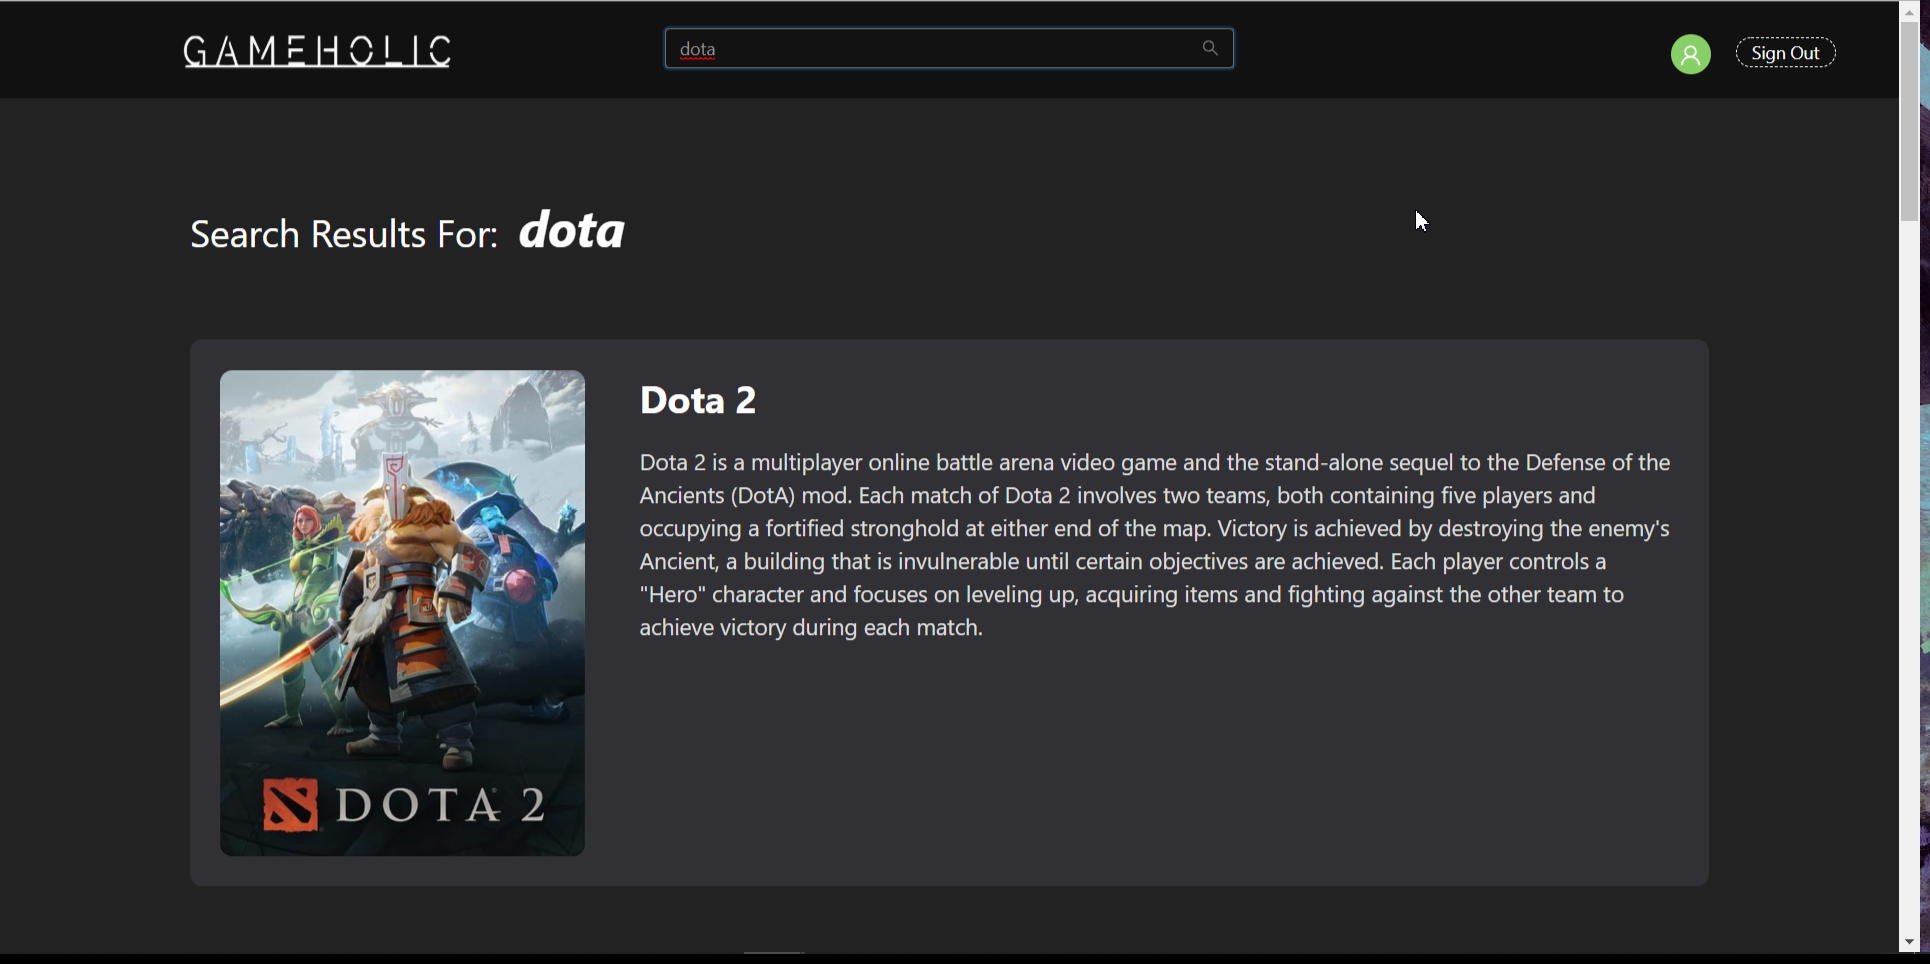 GAMEHOLIC
dota
Sign Out
Search Results For: dota
Dota 2
Dota 2 is a multiplayer online battle arena video game and the stand-alone sequel to the Defense of the
Ancients (DotA) mod. Each match of Dota 2 involves two teams, both containing five players and
occupying a fortified stronghold at either end of the map. Victory is achieved by destroying the enemy's
Ancient, a building that is invulnerable until certain objectives are achieved. Each player controls a
"Hero" character and focuses on leveling up, acquiring items and fighting against the other team to
achieve victory during each match.
DOTA 2